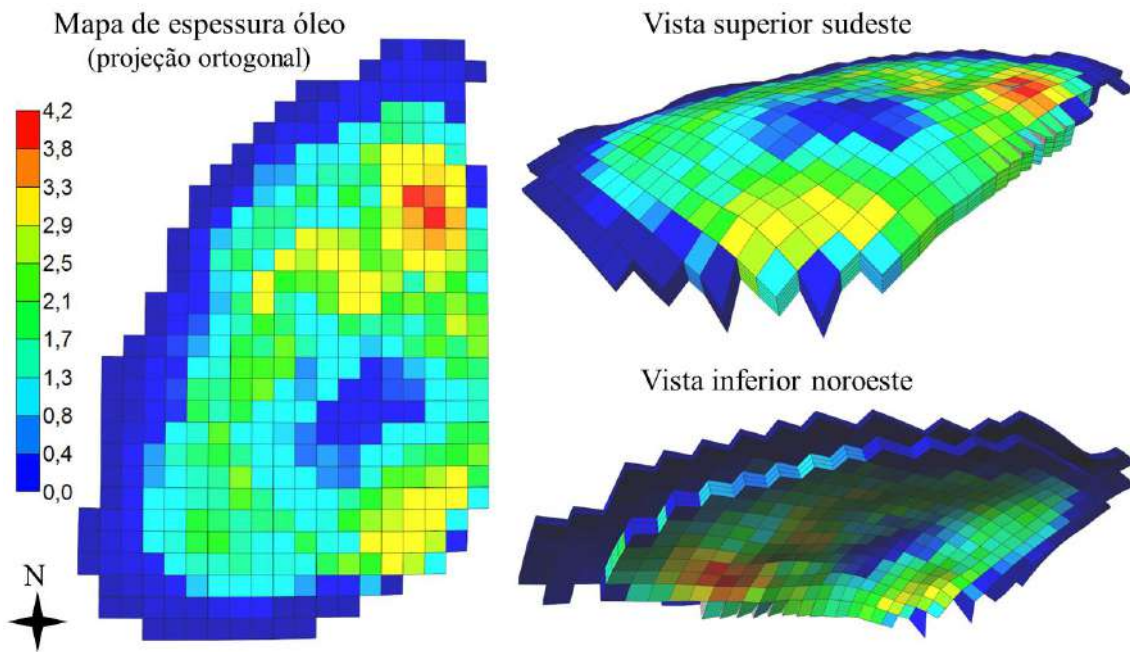 Mapa de espessura óleo
(projeção ortogonal)
4,2
3,8
3,3
2,9
2,5
2,1
1,7
1,3
0,8
0,4
0,0
N
Vista superior sudeste
Vista inferior noroeste